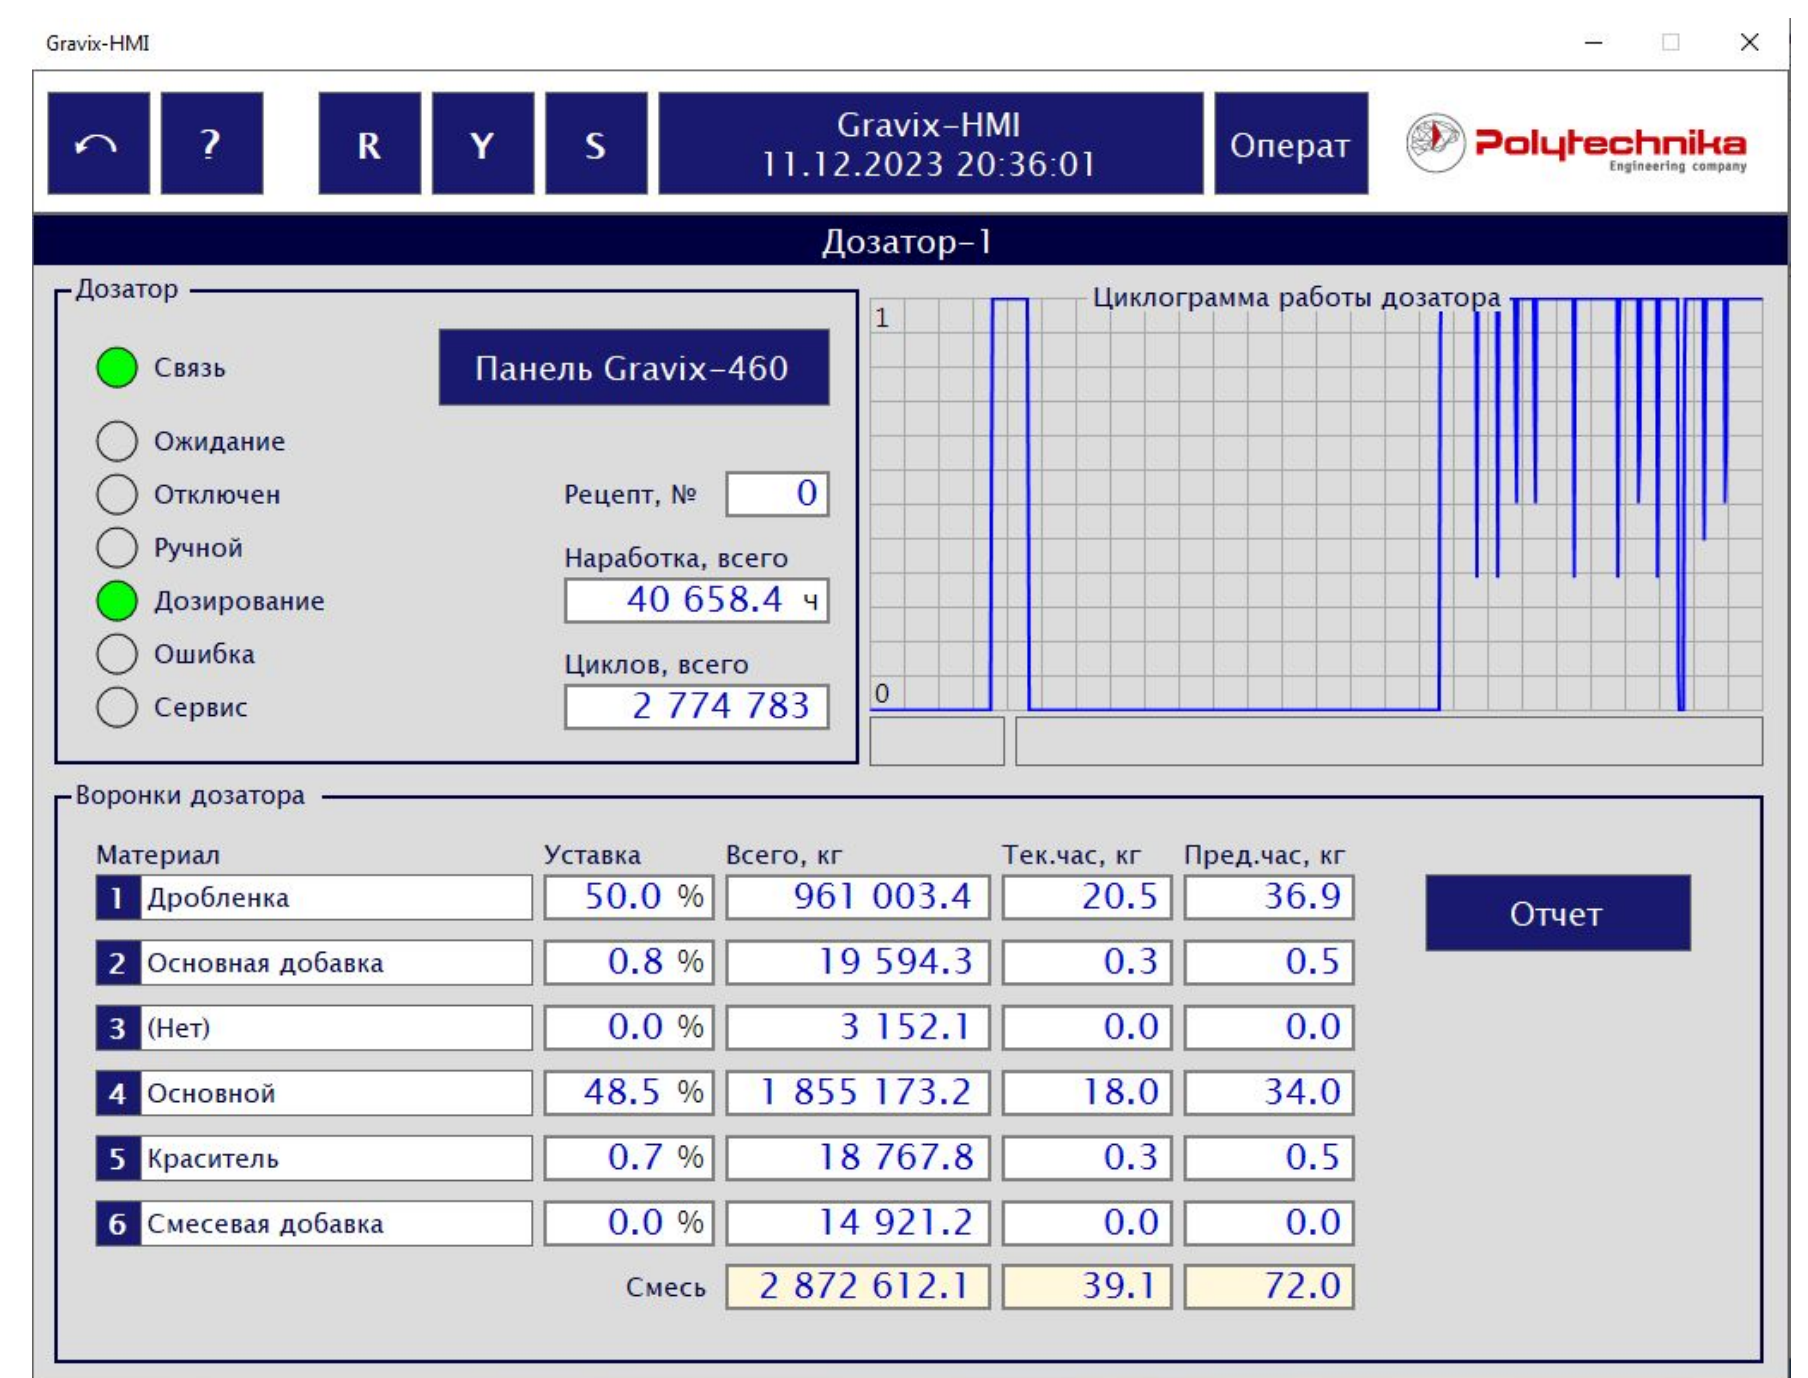 Gravix-HMI
? R Y S Gravix-HMI Операт Polytechnika
11.12.2023 20:36:01 Engineering company
Дозатор-1
Дозатор
Циклограмма работы дозатора
1
Связь Панель Gravix-460
Ожидание
Отключен Рецепт, № 0
Ручной Наработка, всего
Дозирование 40 658.4 ч
Ошибка Циклов, всего
Сервис 2 774 783
0
Воронки дозатора
Материал Уставка Всего, кг Тек.час, кг Пред.час, кг
1 Дробленка 50.0 % 961 003.4 20.5 36.9 Отчет
2 Основная добавка 0.8 % 19 594.3 0.3 0.5
3 (Нет) 0.0 % 3 152.1 0.0 0.0
4 Основной 48.5 % 1 855 173.2 18.0 34.0
5 Краситель 0.7 % 18 767.8 0.3 0.5
6 Смесевая добавка 0.0 % 14 921.2 0.0 0.0
Смесь 2 872 612.1 39.1 72.0